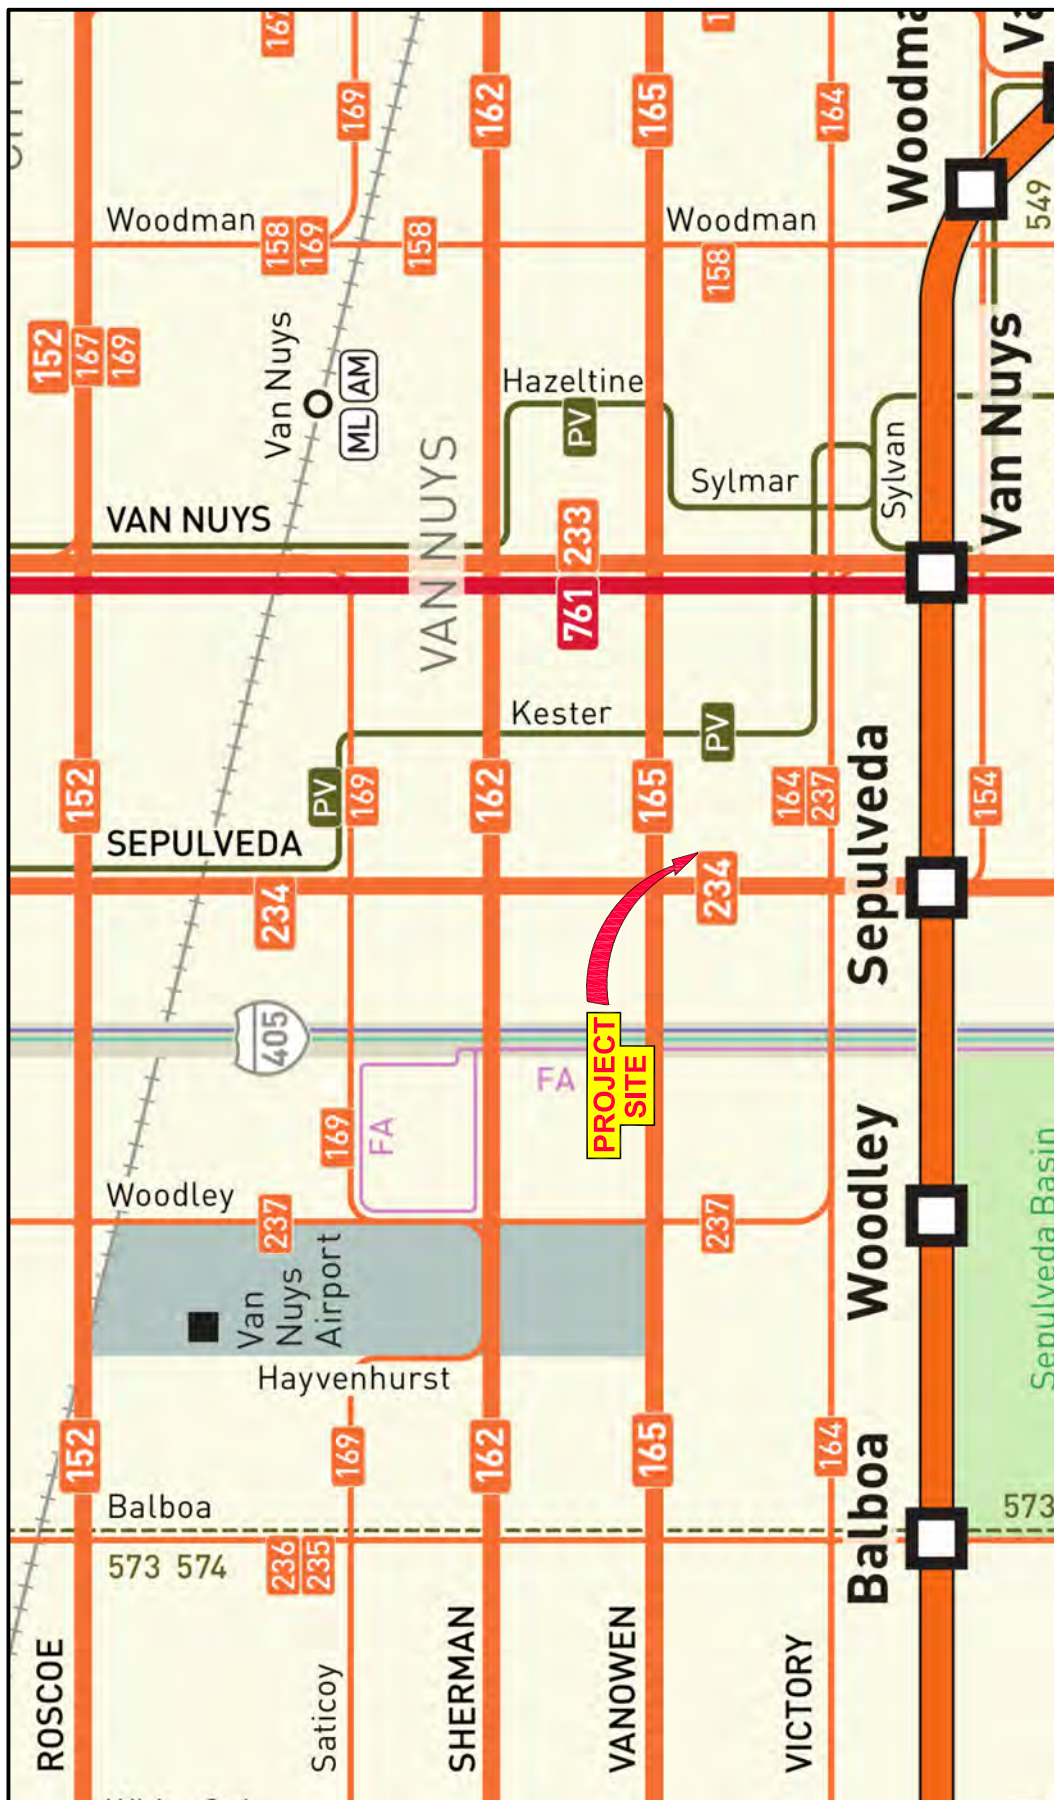 167
169
162
165
164
1
Woodma
Va
Woodman
158
169
158
Woodman
158
549
152
167
169
Van Nuys
ML
AM
Hazeltine
PV
Sylmar
Sylvan
Van Nuys
VAN NUYS
VAN NUYS
233
761
Kester
PV
152
PV
169
162
165
164
237
154
Sepulveda
SEPULVEDA
234
234
405
PROJECT
SITE
FA
FA
169
Woodley
237
237
Woodley
Sepulveda Basin
Van
Nuys
Airport
Hayvenhurst
152
169
162
165
164
Balboa
Balboa
573
573 574
236
235
ROSCOE
Saticoy
SHERMAN
VANOWEN
VICTORY